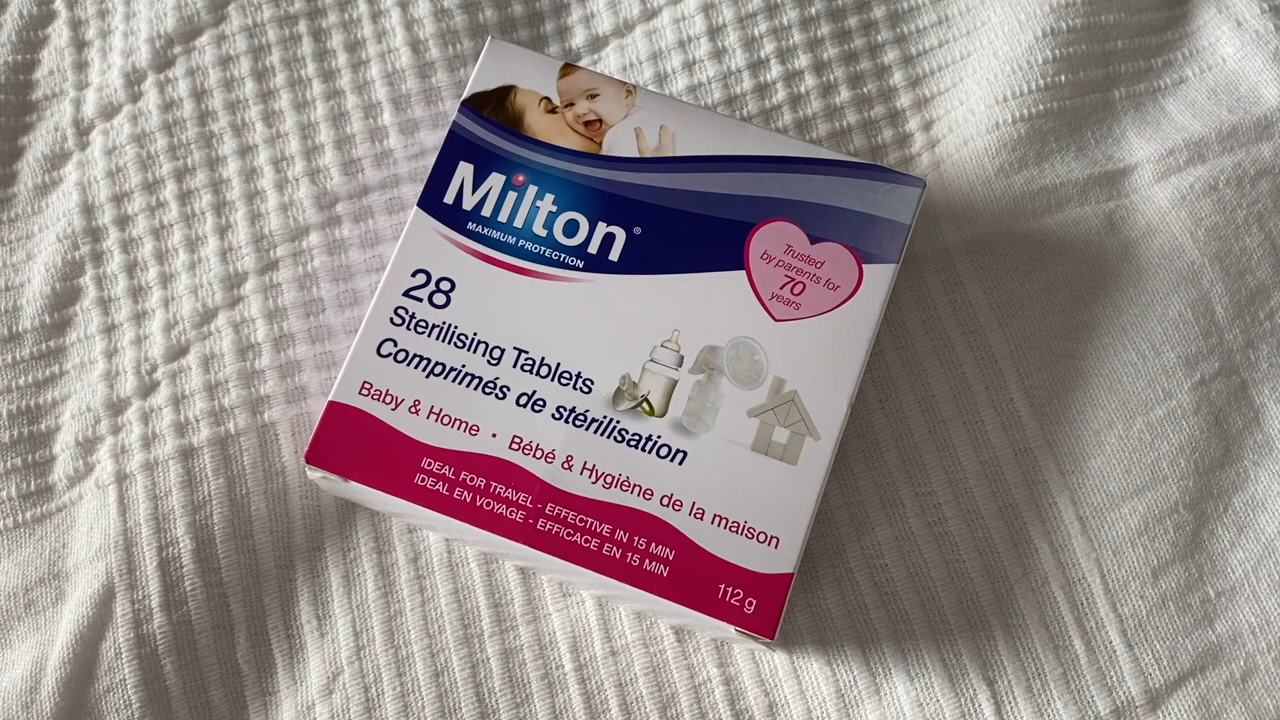 Milton®
MAXIMUM PROTECTION
Trusted
by parents for
70
years
28
Sterilising Tablets
Comprimés de stérilisation
Baby & Home • Bébé & Hygiène de la maison
IDEAL FOR TRAVEL - EFFECTIVE IN 15 MIN
IDEAL EN VOYAGE - EFFICACE EN 15 MIN
112 g